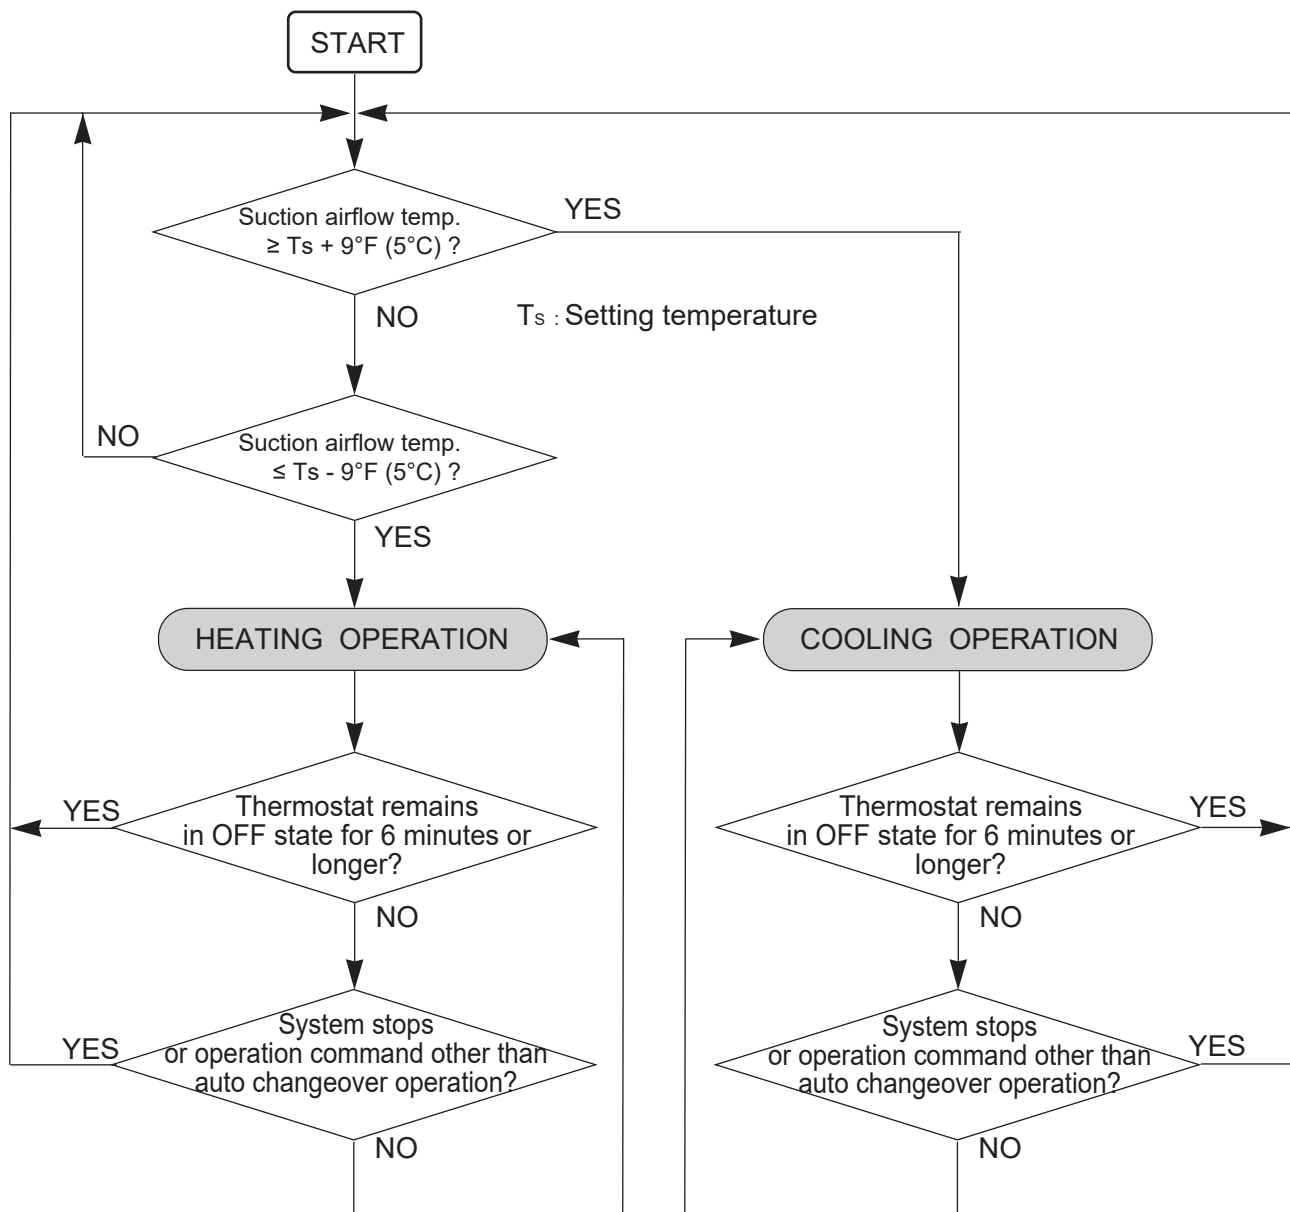 START
Suction airflow temp.
≥ Ts + 9°F (5°C) ?
YES
NO
Ts : Setting temperature
Suction airflow temp.
≤ Ts - 9°F (5°C) ?
NO
YES
HEATING OPERATION
COOLING OPERATION
Thermostat remains
in OFF state for 6 minutes or
longer?
YES
NO
Thermostat remains
in OFF state for 6 minutes or
longer?
YES
NO
System stops
or operation command other than
auto changeover operation?
YES
NO
System stops
or operation command other than
auto changeover operation?
YES
NO